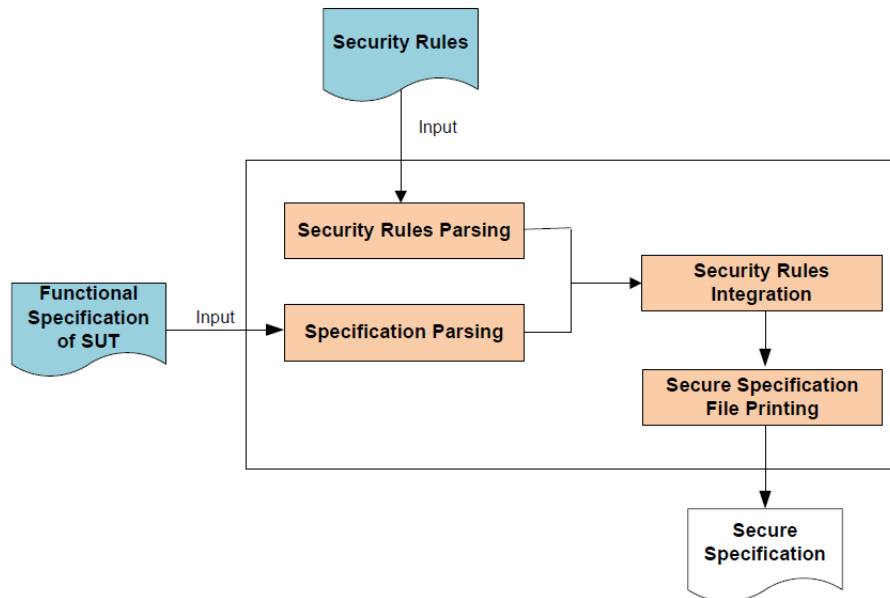 Security Rules
Input
Security Rules Parsing
Security Rules
Integration
Functional
Specification
of SUT
Input
Specification Parsing
Secure Specification
File Printing
Secure
Specification